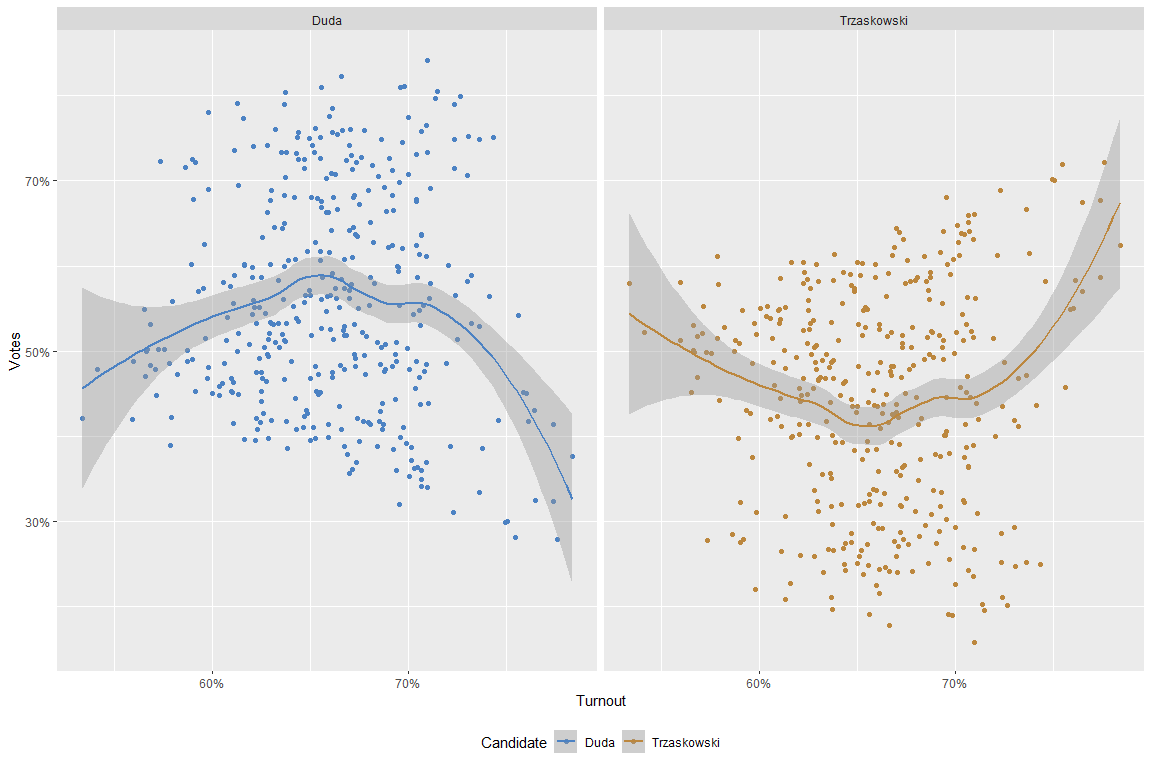 Duda
Trzaskowski
Votes
70%
50%
30%
60%
70%
60%
70%
Turnout
Candidate Duda Trzaskowski